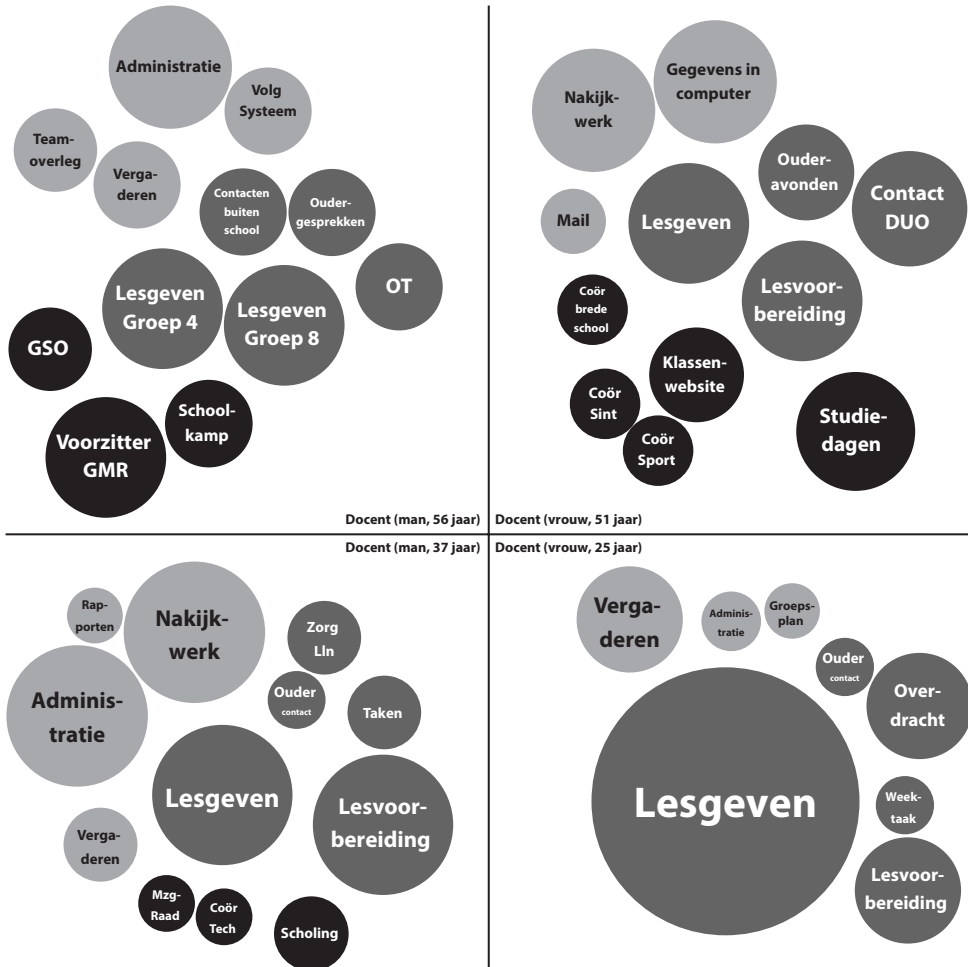 Administratie
Volg
Systeem
Team-
overleg
Verga-
deren
Contacten
buiten
school
Ouder-
gesprekken
OT
Lesgeven
Groep 4
Lesgeven
Groep 8
GSO
School-
kamp
Voorzitter
GMR
Docent (man, 56 jaar)
Gegevens in
computer
Nakijk-
werk
Ouder-
avonden
Contact
DUO
Mail
Lesgeven
Lesvoor-
bereiding
Coör
brede
school
Klassen-
website
Coör
Sint
Coör
Sport
Studie-
dagen
Docent (vrouw, 51 jaar)
Docent (man, 37 jaar)
Rap-
porten
Nakijk-
werk
Zorg
Lln
Adminis-
tratie
Ouder
contact
Taken
Lesgeven
Lesvoor-
bereiding
Verga-
deren
Mzg-
Raad
Coör
Tech
Scholing
Docent (vrouw, 25 jaar)
Verga-
deren
Adminis-
tratie
Groeps-
plan
Ouder
contact
Over-
dracht
Lesgeven
Week-
taak
Lesvoor-
bereiding